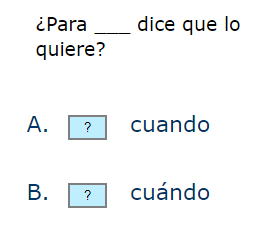 ¿Para ___ dice que lo
quiere?
A. ? cuando
B. ? cuándo